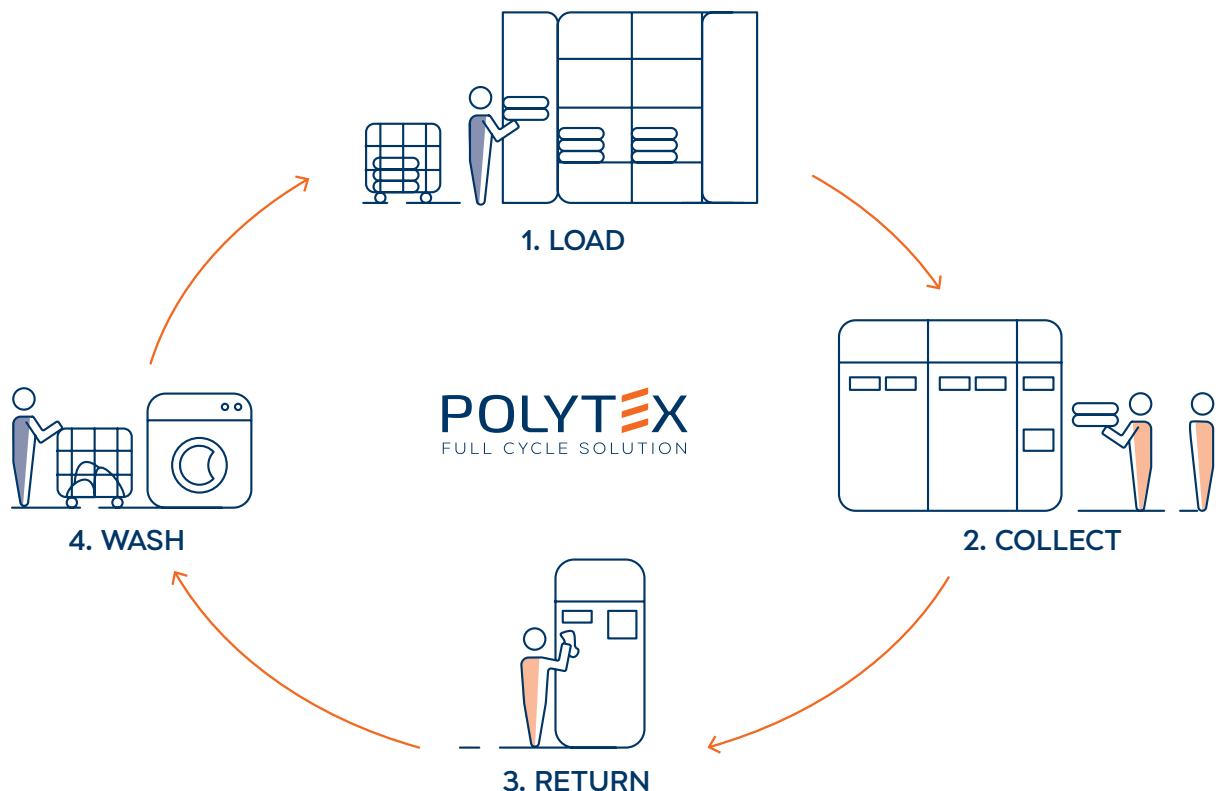 1. LOAD
POLYTEX
FULL CYCLE SOLUTION
2. COLLECT
4. WASH
3. RETURN